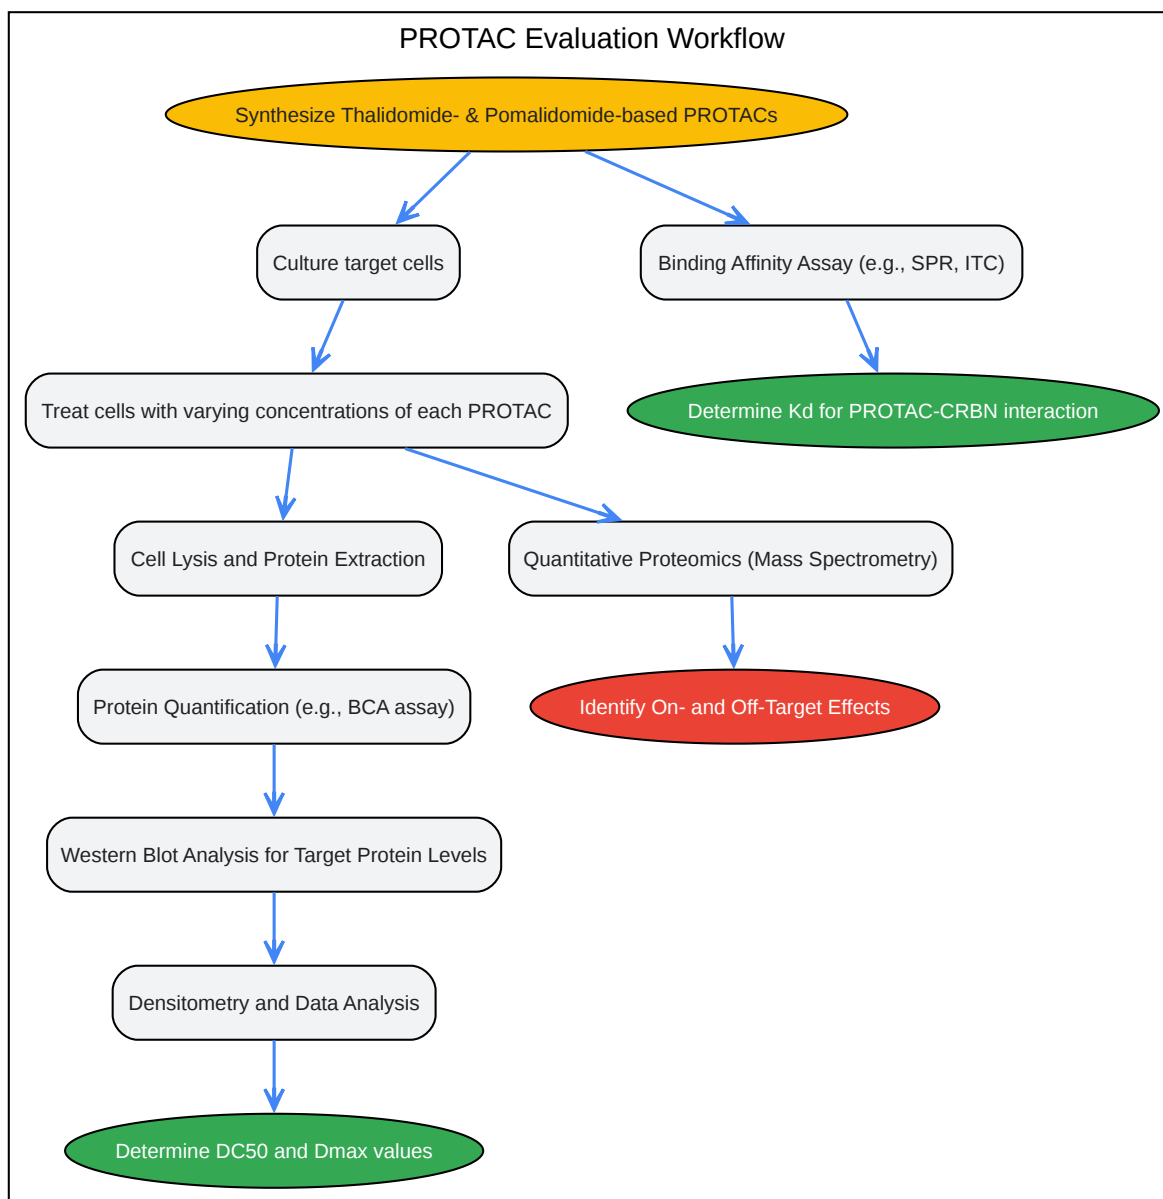 PROTAC Evaluation Workflow
Synthesize Thalidomide- & Pomalidomide-based PROTACs
Culture target cells
Binding Affinity Assay (e.g., SPR, ITC)
Treat cells with varying concentrations of each PROTAC
Determine Kd for PROTAC-CRBN interaction
Cell Lysis and Protein Extraction
Quantitative Proteomics (Mass Spectrometry)
Protein Quantification (e.g., BCA assay)
Identify On- and Off-Target Effects
Western Blot Analysis for Target Protein Levels
Densitometry and Data Analysis
Determine DC50 and Dmax values